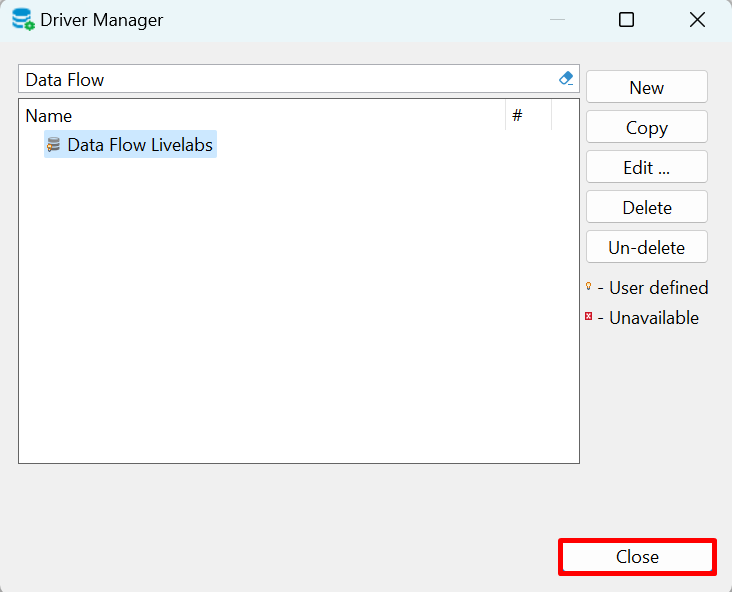 Driver Manager
Data Flow
Name #
Data Flow Livelabs
New
Copy
Edit ...
Delete
Un-delete
- User defined
- Unavailable
Close